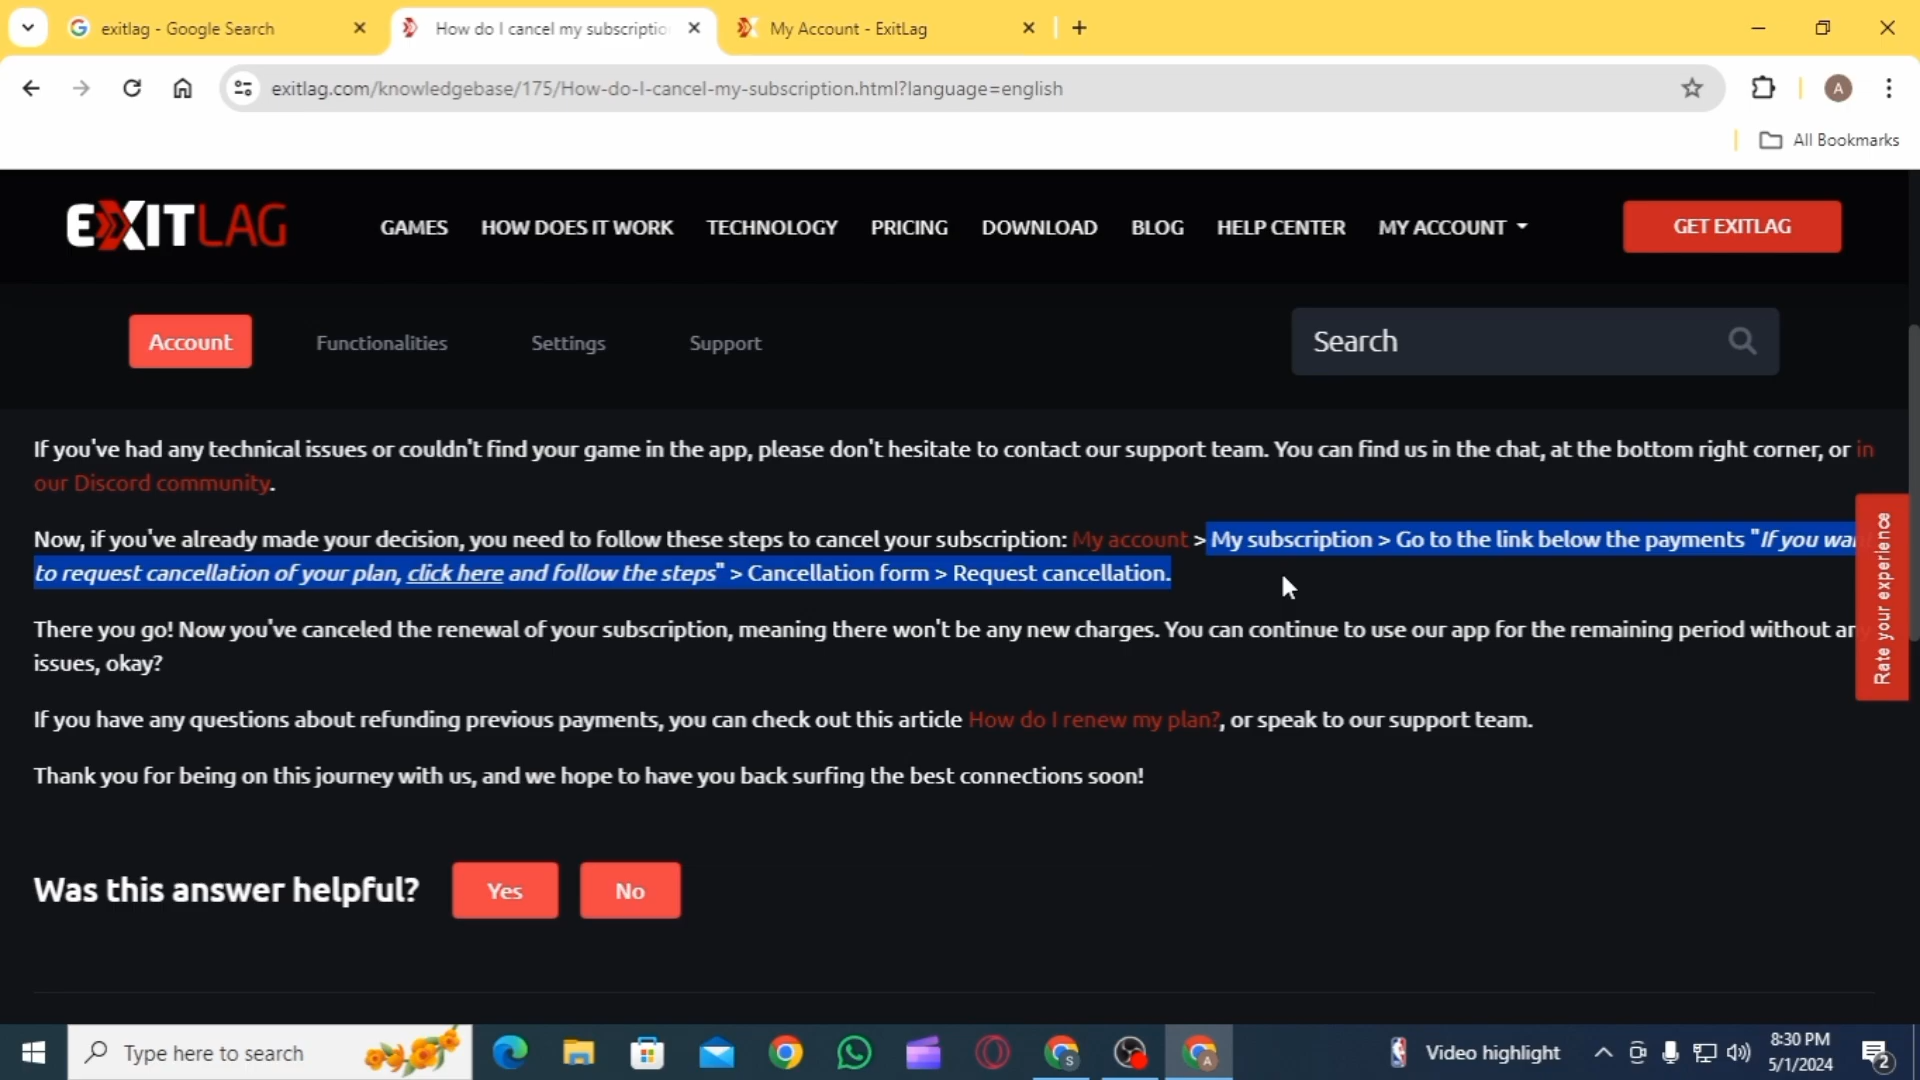 exitlag - Google Search
How do I cancel my subscriptio
My Account - ExitLag
exitlag.com/knowledgebase/175/How-do-I-cancel-my-subscription.html?language=english
A
All Bookmarks
EXITLAG
GAMES
HOW DOES IT WORK
TECHNOLOGY
PRICING
DOWNLOAD
BLOG
HELP CENTER
MY ACCOUNT
GET EXITLAG
Account
Functionalities
Settings
Support
Search
If you've had any technical issues or couldn't find your game in the app, please don't hesitate to contact our support team. You can find us in the chat, at the bottom right corner, or in
our Discord community.
Now, if you've already made your decision, you need to follow these steps to cancel your subscription: My account > My subscription > Go to the link below the payments "If you wa
to request cancellation of your plan, click here and follow the steps" > Cancellation form > Request cancellation.
There you go! Now you've canceled the renewal of your subscription, meaning there won't be any new charges. You can continue to use our app for the remaining period without any
issues, okay?
If you have any questions about refunding previous payments, you can check out this article How do I renew my plan?, or speak to our support team.
Thank you for being on this journey with us, and we hope to have you back surfing the best connections soon!
Rate your experience
Was this answer helpful?
Yes
No
Type here to search
S
A
Video highlight
8:30 PM
5/1/2024
2